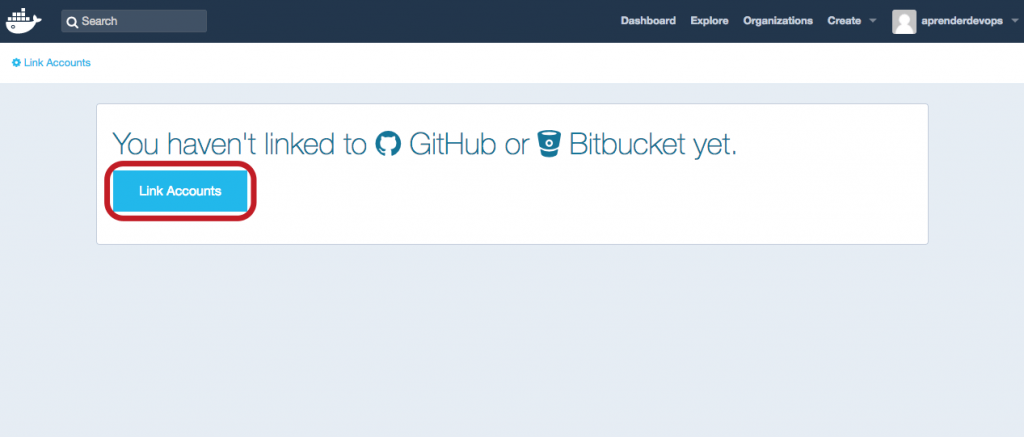 Search
Dashboard Explore Organizations Create aprenderdevops
Link Accounts
You haven't linked to GitHub or Bitbucket yet.
Link Accounts